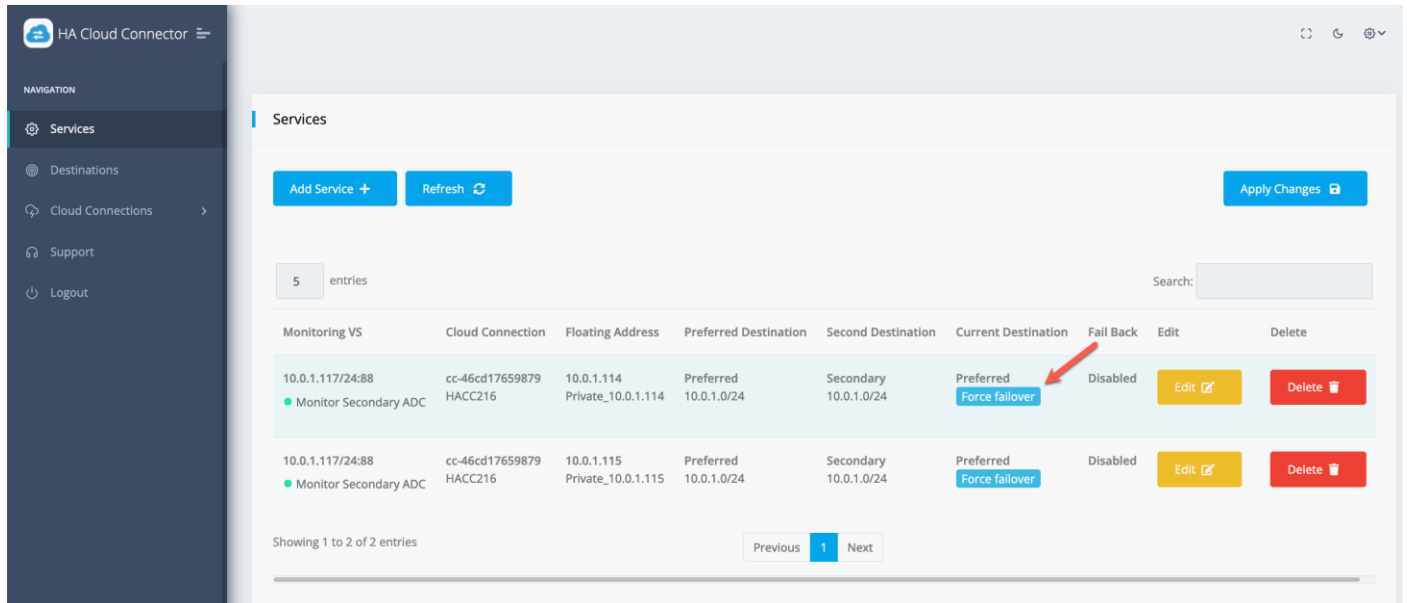 HA Cloud Connector
NAVIGATION
Services
Destinations
Cloud Connections
Support
Logout
Services
Add Service +
Refresh
Apply Changes
5 entries
Search:
Monitoring VS Cloud Connection Floating Address Preferred Destination Second Destination Current Destination Fail Back Edit Delete
10.0.1.117/24:88 cc-46cd17659879 10.0.1.114 Preferred Secondary Preferred Disabled Edit Delete
Monitor Secondary ADC HACC216 Private_10.0.1.114 10.0.1.0/24 10.0.1.0/24 Force failover
10.0.1.117/24:88 cc-46cd17659879 10.0.1.115 Preferred Secondary Preferred Disabled Edit Delete
Monitor Secondary ADC HACC216 Private_10.0.1.115 10.0.1.0/24 10.0.1.0/24 Force failover
Showing 1 to 2 of 2 entries
Previous 1 Next